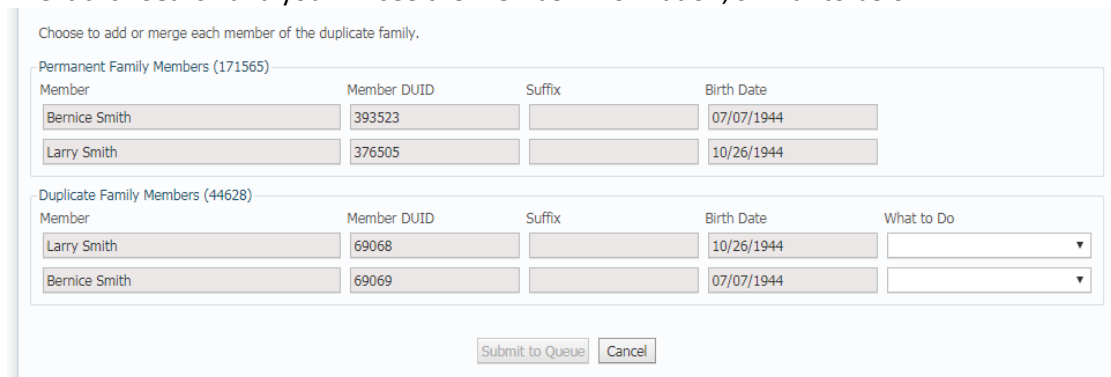 Choose to add or merge each member of the duplicate family.
Permanent Family Members (171565)
Member Member DUID Suffix Birth Date
Bernice Smith 393523 07/07/1944
Larry Smith 376505 10/26/1944
Duplicate Family Members (44628)
Member Member DUID Suffix Birth Date What to Do
Larry Smith 69068 10/26/1944
Bernice Smith 69069 07/07/1944
Submit to Queue Cancel